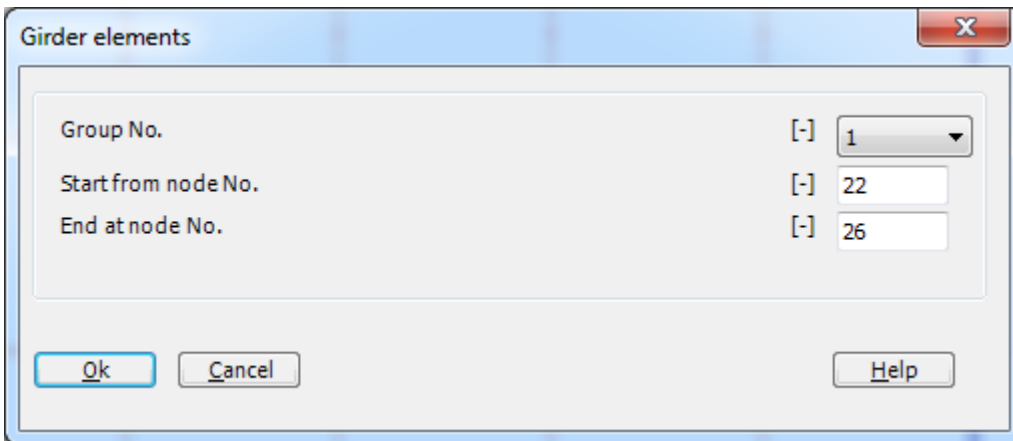 Girder elements
Group No. [-] 1
Start from node No. [-] 22
End at node No. [-] 26
Ok Cancel Help